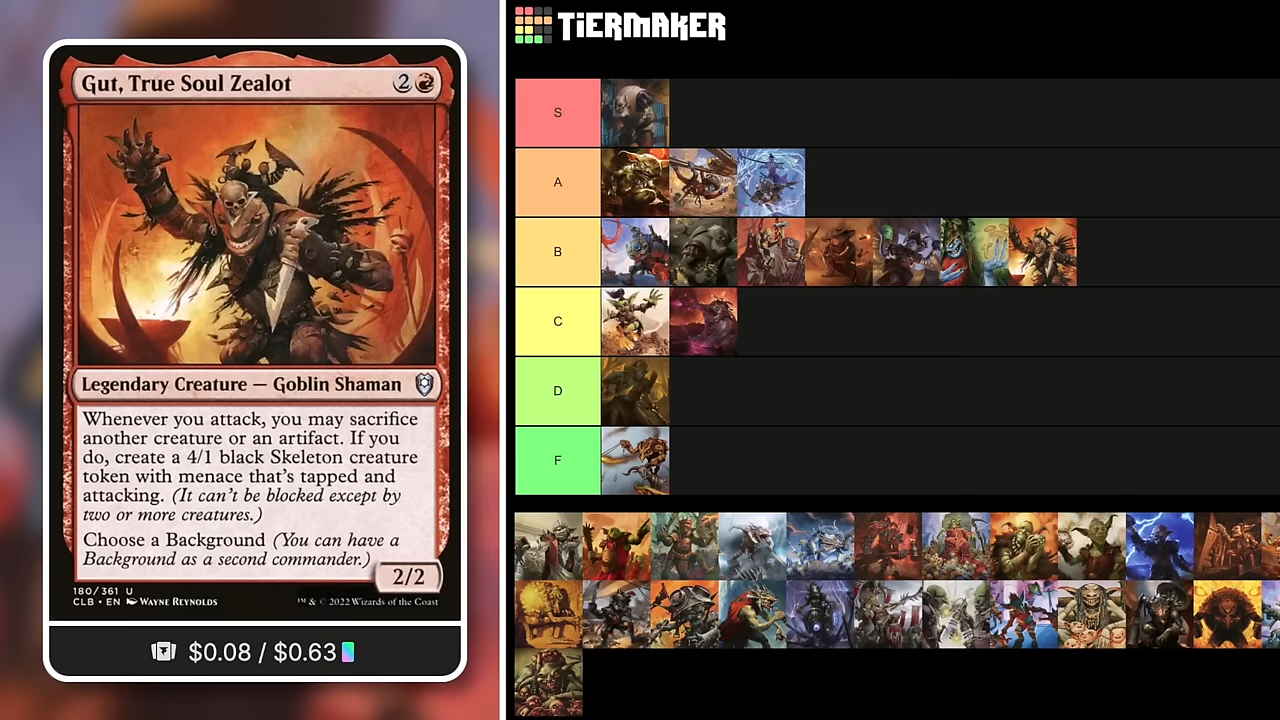 Gut, True Soul Zealot 2
Legendary Creature — Goblin Shaman
Whenever you attack, you may sacrifice
another creature or an artifact. If you
do, create a 4/1 black Skeleton creature
token with menace that's tapped and
attacking. (It can't be blocked except by
two or more creatures.)
Choose a Background (You can have a
Background as a second commander.)
2/2
180/361 U
CLB • EN Wayne Reynolds
™ & © 2022 Wizards of the Coast
$0.08 / $0.63
TiERMAKER
S
A
B
C
D
F